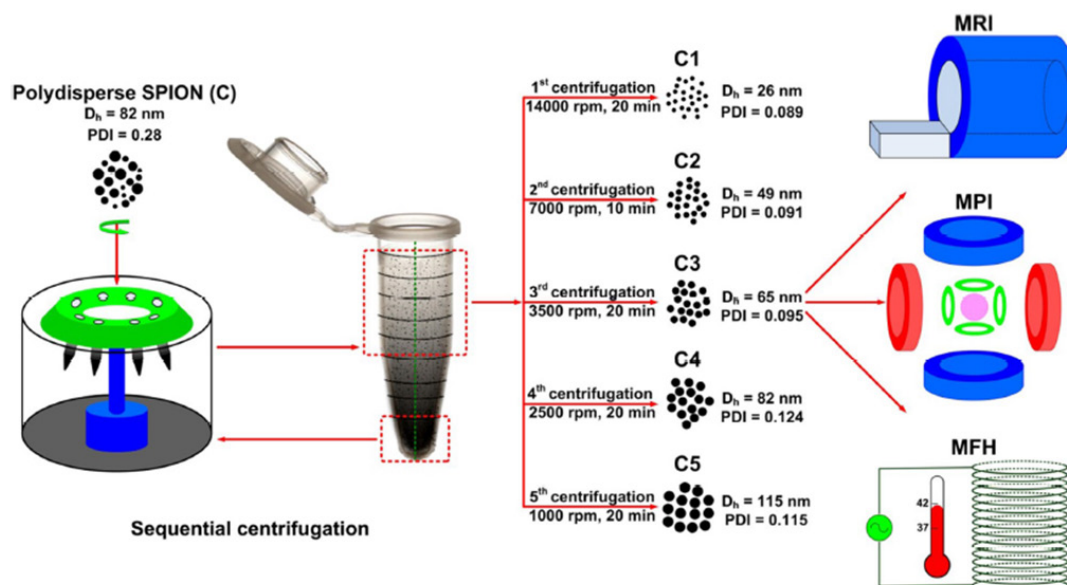 Polydisperse SPION (C)
Dₕ = 82 nm
PDI = 0.28
Sequential centrifugation
1ˢᵗ centrifugation
14000 rpm, 20 min
C1
Dₕ = 26 nm
PDI = 0.089
2ⁿᵈ centrifugation
7000 rpm, 10 min
C2
Dₕ = 49 nm
PDI = 0.091
3ʳᵈ centrifugation
3500 rpm, 20 min
C3
Dₕ = 65 nm
PDI = 0.095
4ᵗʰ centrifugation
2500 rpm, 20 min
C4
Dₕ = 82 nm
PDI = 0.124
5ᵗʰ centrifugation
1000 rpm, 20 min
C5
Dₕ = 115 nm
PDI = 0.115
MRI
MPI
MFH
42
37